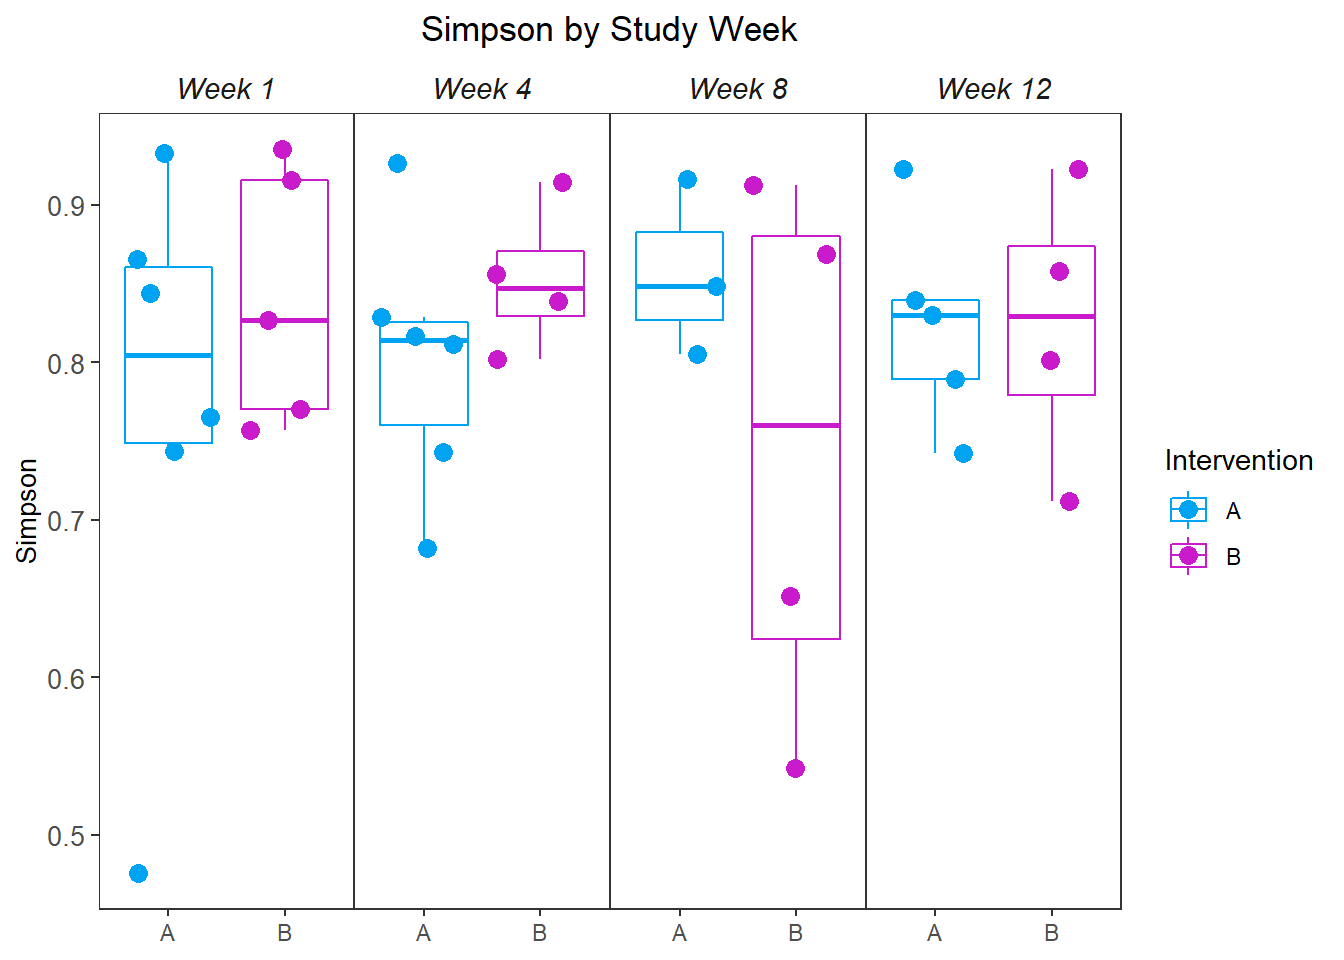 Simpson by Study Week
Week 1 Week 4 Week 8 Week 12
0.9
0.8
0.7
0.6
0.5
Simpson
A B A B A B A B
Intervention
A
B